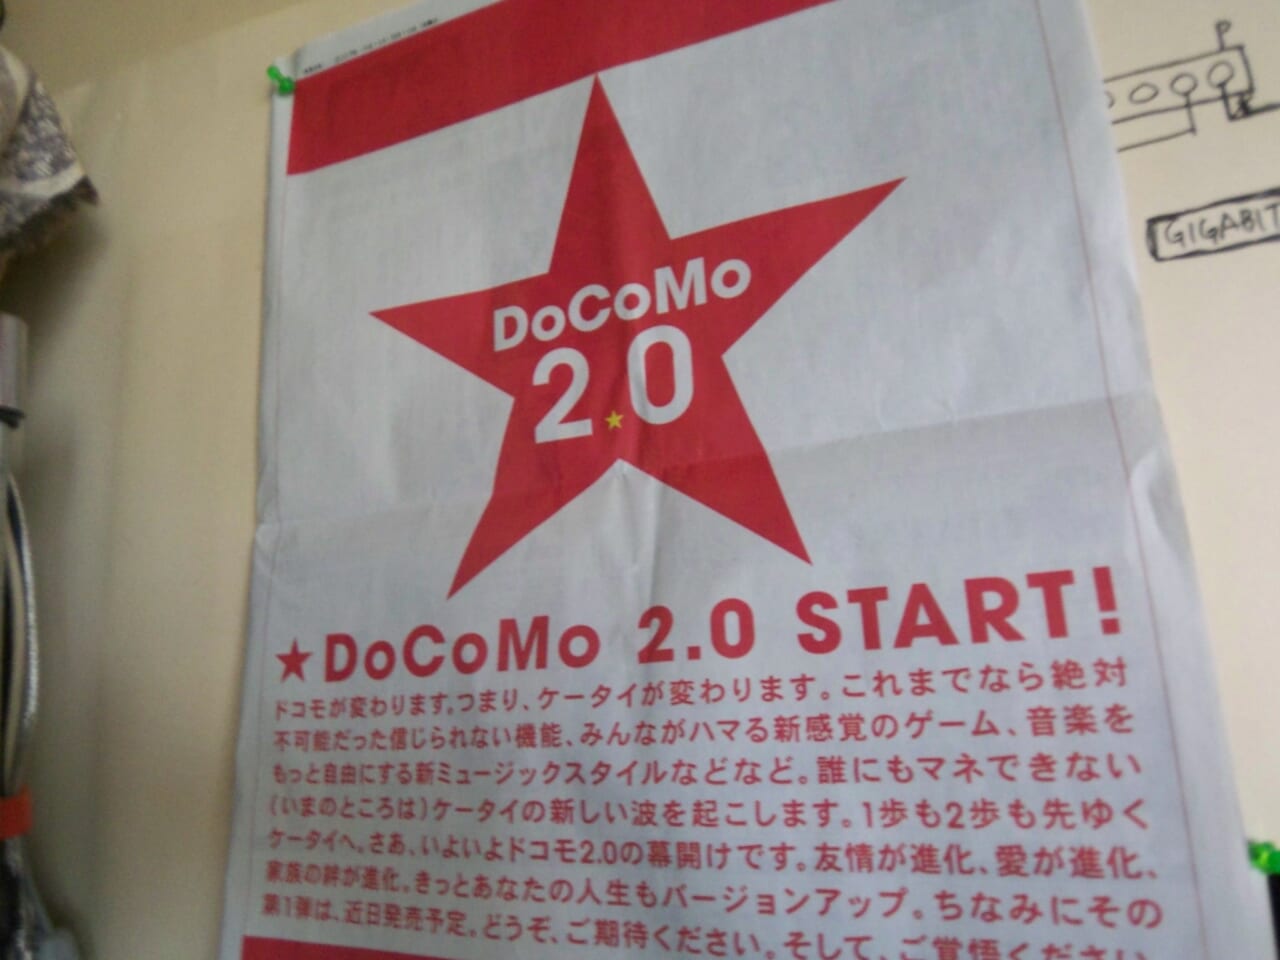 DoCoMo
2.0
★DoCoMo 2.0 START!
ドコモが変わります。つまり、ケータイが変わります。これまでなら絶対
不可能だった信じられない機能、みんながハマる新感覚のゲーム、音楽を
もっと自由にする新ミュージックスタイルなどなど。誰にもマネできない
(いまのところは)ケータイの新しい波を起こします。1歩も2歩も先ゆく
ケータイへ。さあ、いよいよドコモ2.0の幕開けです。友情が進化、愛が進化、
家族の絆が進化。きっとあなたの人生もバージョンアップ。ちなみにその
第1弾は、近日発売予定。どうぞ、ご期待ください。そして、ご覚悟ください
P
GIGABIT